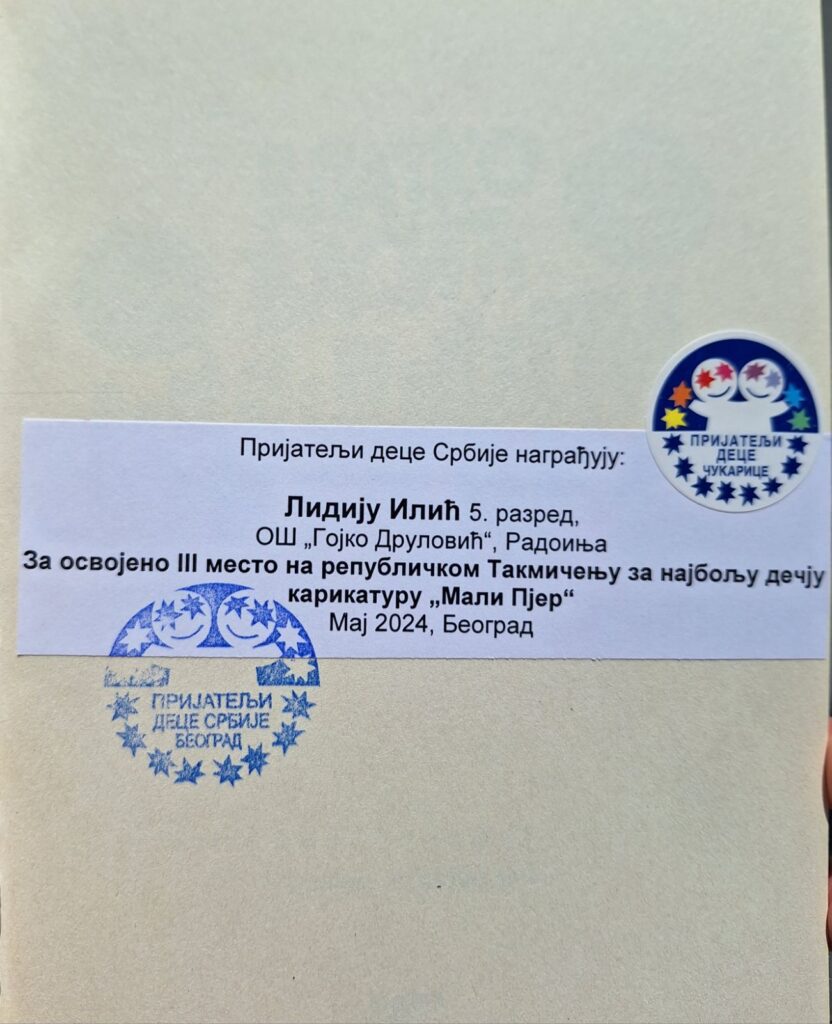 ПРИЈАТЕЉИ
ДЕЦЕ
ЧУКАРИЦЕ
Пријатељи деце Србије награђују:
Лидију Илић 5. разред,
ОШ „Гојко Друловић“, Радоиња
За освојено III место на републичком Такмичењу за најбољу дечју
карикатуру „Мали Пјер“
Мај 2024, Београд
ПРИЈАТЕЉИ
ДЕЦЕ СРБИЈЕ
БЕОГРАД